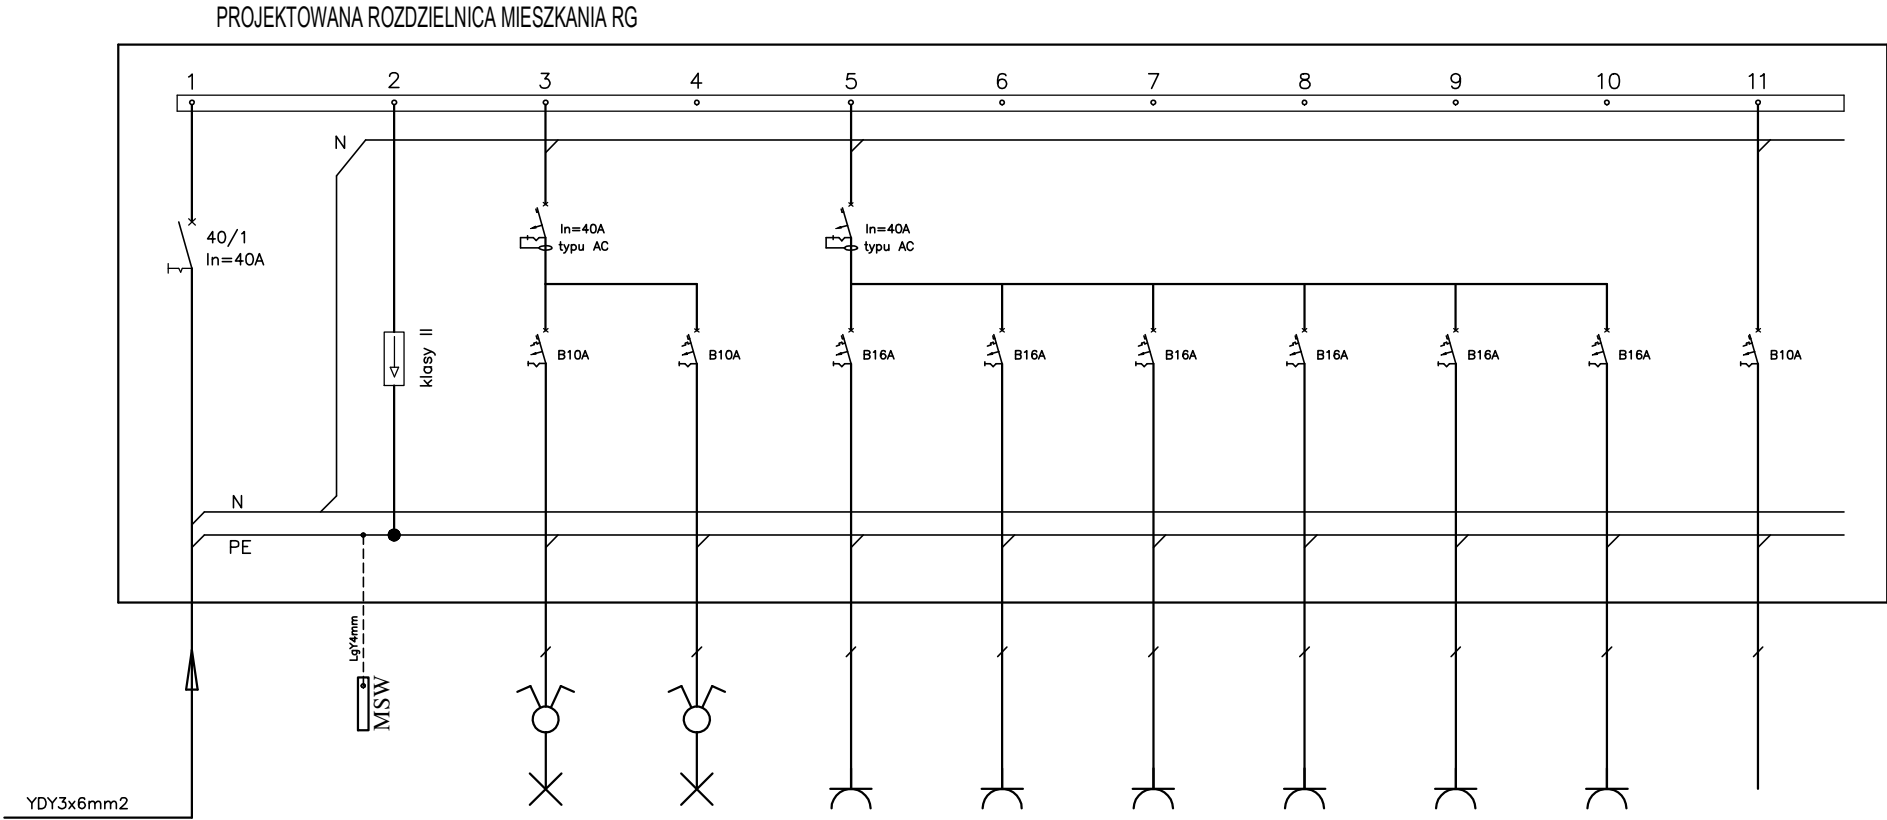 PROJEKTOWANA ROZDZIELNICA MIESZKANIA RG
1 2 3 4 5 6 7 8 9 10 11
N
40/1
In=40A
In=40A
typu AC
In=40A
typu AC
klasy II
B10A B10A B16A B16A B16A B16A B16A B16A B10A
N
PE
LgY4mm
MSW
YDY3x6mm2